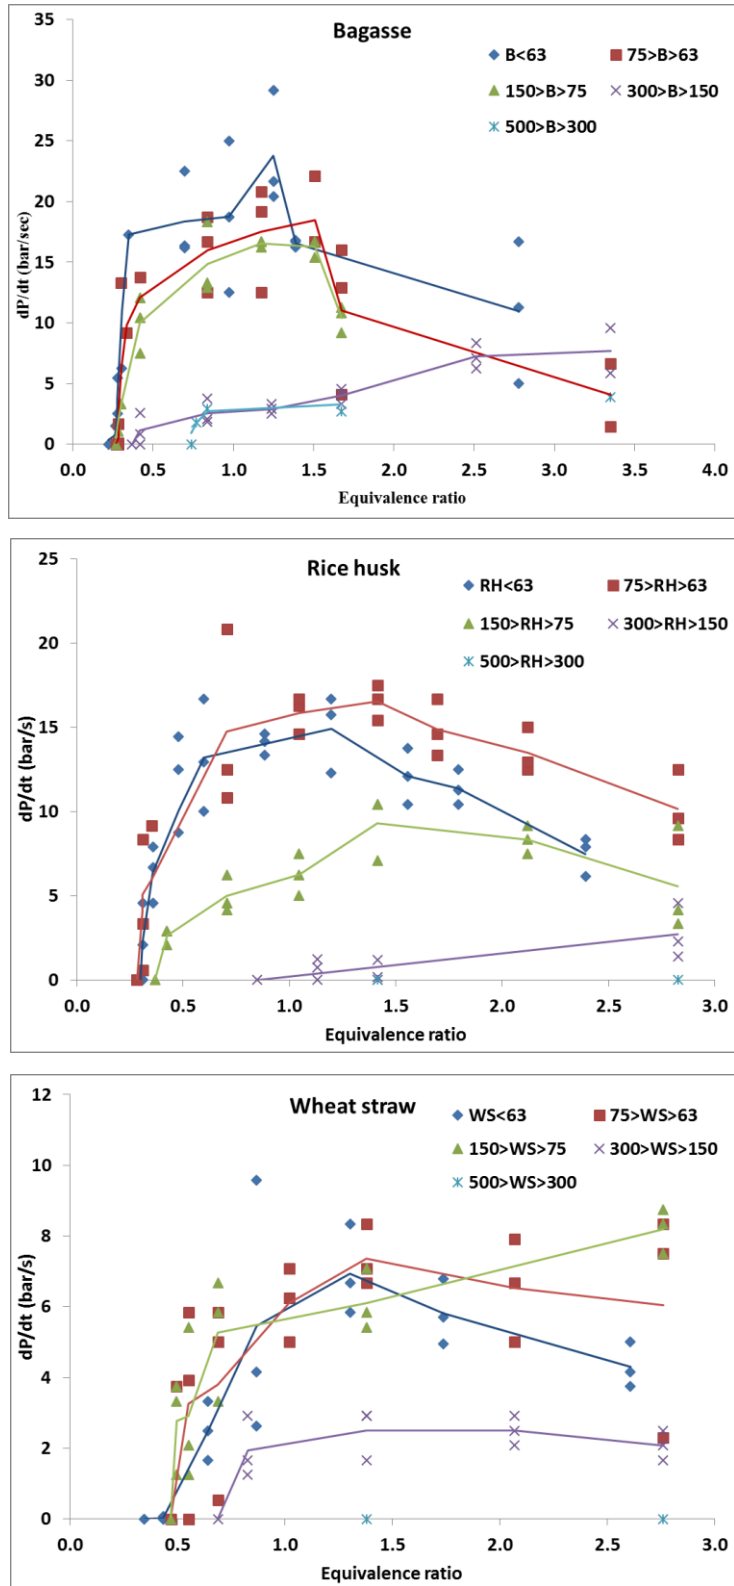 Bagasse
B<63 75>B>63
150>B>75 300>B>150
500>B>300
dP/dt (bar/sec)
35
30
25
20
15
10
5
0
0.0 0.5 1.0 1.5 2.0 2.5 3.0 3.5 4.0
Equivalence ratio
Rice husk
RH<63 75>RH>63
150>RH>75 300>RH>150
500>RH>300
dP/dt (bar/s)
25
20
15
10
5
0
0.0 0.5 1.0 1.5 2.0 2.5 3.0
Equivalence ratio
Wheat straw
WS<63 75>WS>63
150>WS>75 300>WS>150
500>WS>300
dP/dt (bar/s)
12
10
8
6
4
2
0
0.0 0.5 1.0 1.5 2.0 2.5 3.0
Equivalence ratio